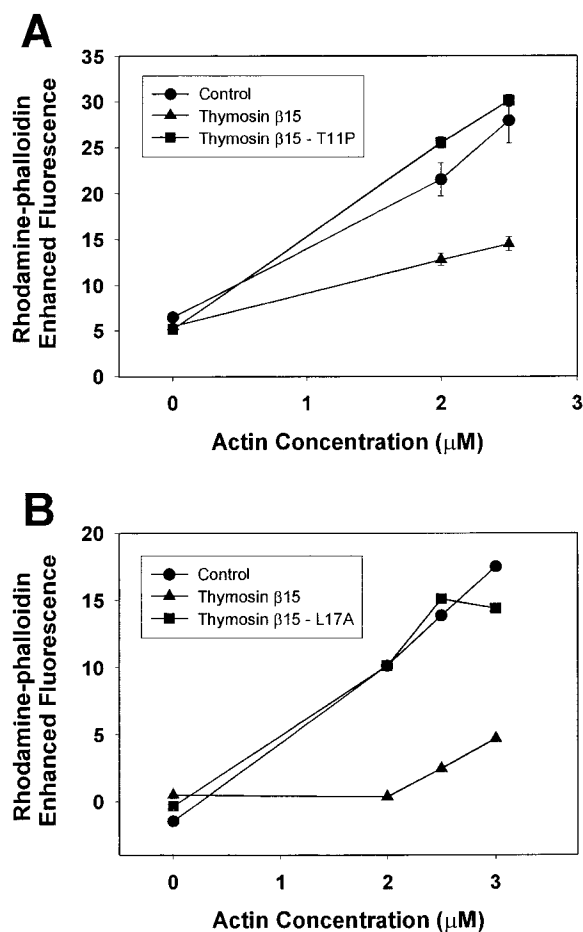 A
Rhodamine-phalloidin
Enhanced Fluorescence
35
30
25
20
15
10
5
0
Control
Thymosin β15
Thymosin β15 - T11P
0 1 2 3
Actin Concentration (μM)
B
Rhodamine-phalloidin
Enhanced Fluorescence
20
15
10
5
0
Control
Thymosin β15
Thymosin β15 - L17A
0 1 2 3
Actin Concentration (μM)